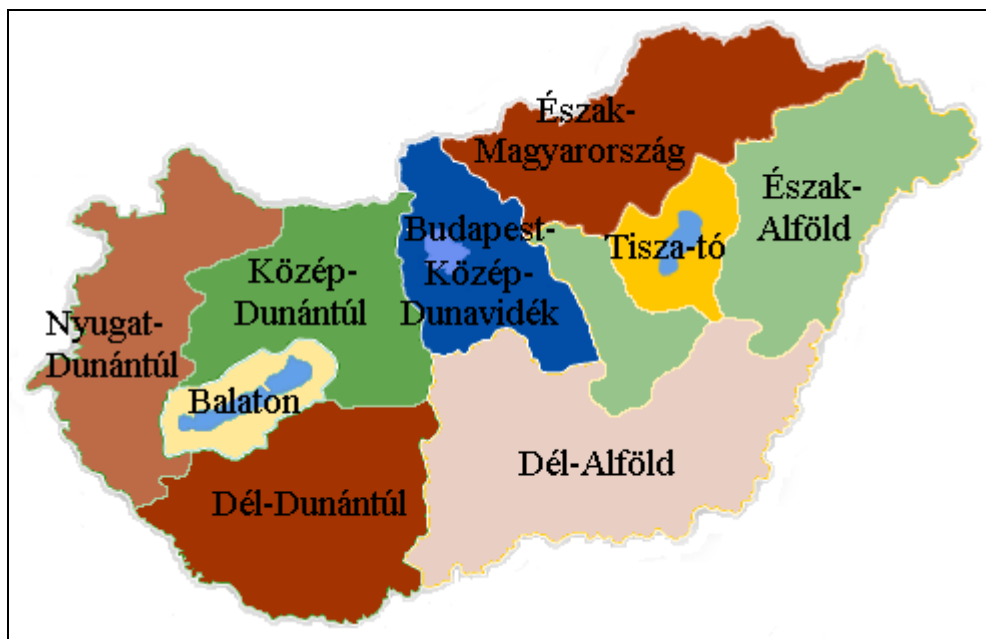 Észak-
Magyarország
Észak-
Alföld
Tisza-tó
Budapest-
Közép-
Dunavidék
Közép-
Dunántúl
Nyugat-
Dunántúl
Balaton
Dél-Alföld
Dél-Dunántúl